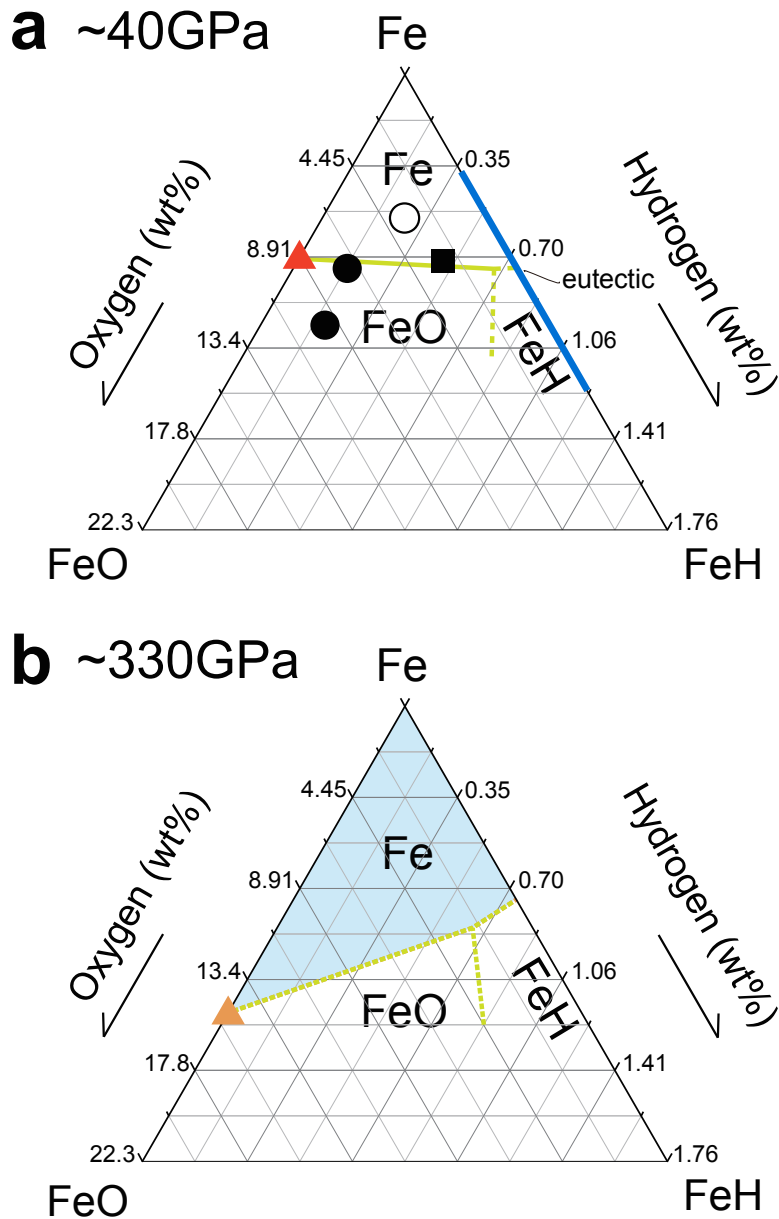 a ~40GPa
Fe
Oxygen (wt%)
Hydrogen (wt%)
4.45
0.35
Fe
8.91
0.70
eutectic
FeO
FeH
13.4
1.06
17.8
1.41
22.3
1.76
FeO
FeH
b ~330GPa
Fe
Oxygen (wt%)
Hydrogen (wt%)
4.45
0.35
Fe
8.91
0.70
13.4
1.06
FeO
FeH
17.8
1.41
22.3
1.76
FeO
FeH